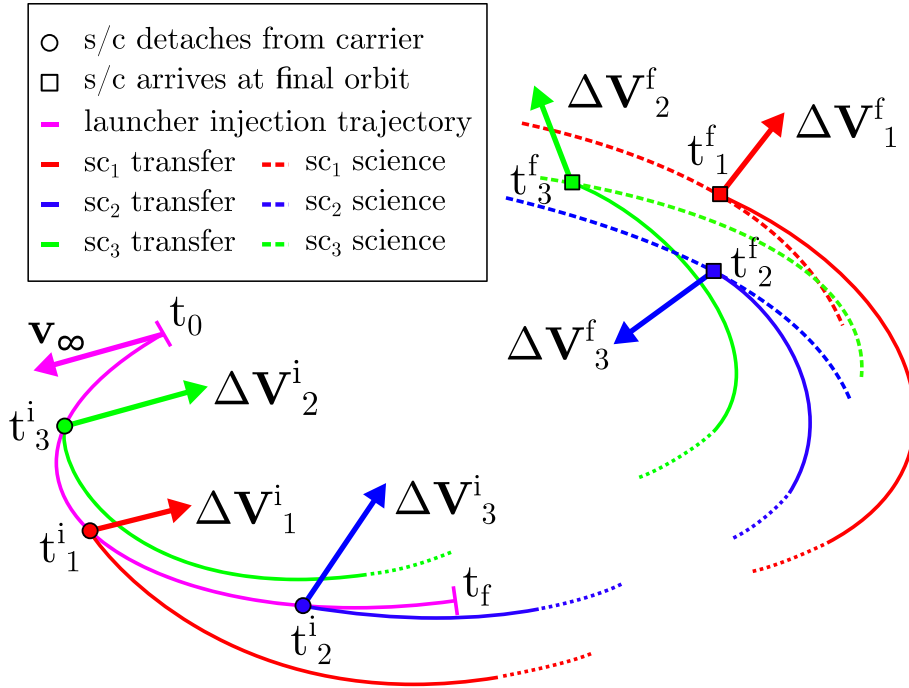 s/c detaches from carrier
s/c arrives at final orbit
launcher injection trajectory
sc₁ transfer sc₁ science
sc₂ transfer sc₂ science
sc₃ transfer sc₃ science
ΔVᶠ₂
ΔVᶠ₁
tᶠ₁
tᶠ₃
tᶠ₂
ΔVᶠ₃
t₀
v∞
ΔVⁱ₂
tⁱ₃
ΔVⁱ₁
ΔVⁱ₃
tⁱ₁
t_f
tⁱ₂